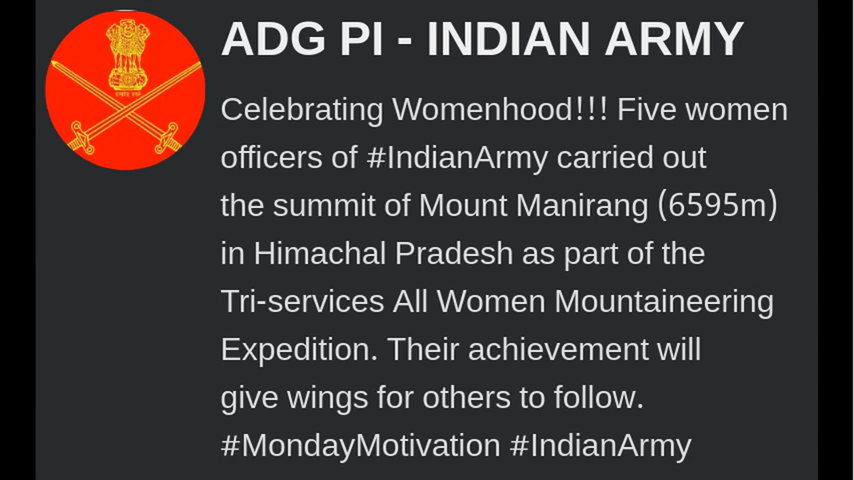 ADG PI - INDIAN ARMY
Celebrating Womenhood!!! Five women
officers of #IndianArmy carried out
the summit of Mount Manirang (6595m)
in Himachal Pradesh as part of the
Tri-services All Women Mountaineering
Expedition. Their achievement will
give wings for others to follow.
#MondayMotivation #IndianArmy